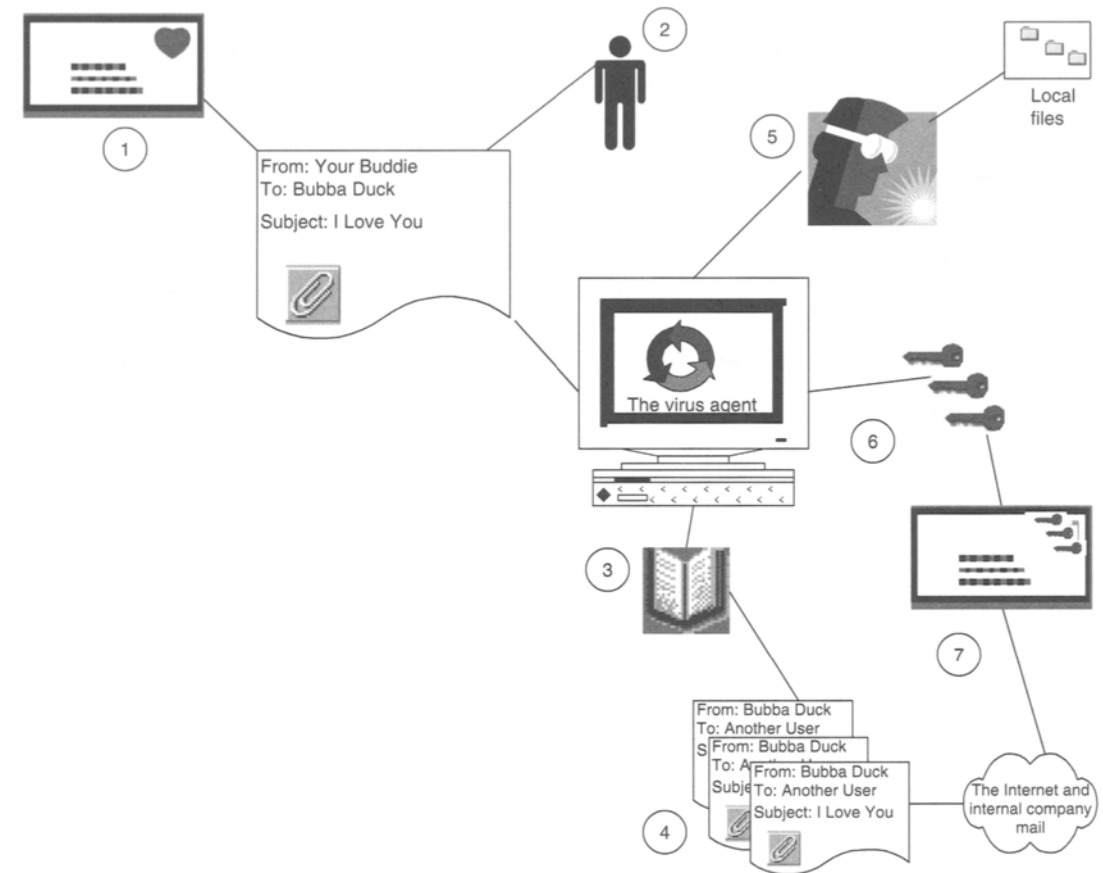 1
From: Your Buddie
To: Bubba Duck
Subject: I Love You
2
5
Local
files
The virus agent
6
3
7
From: Bubba Duck
To: Another User
S
From: Bubba Duck
To: A
Subje
From: Bubba Duck
To: Another User
Subject: I Love You
4
The Internet and
internal company
mail